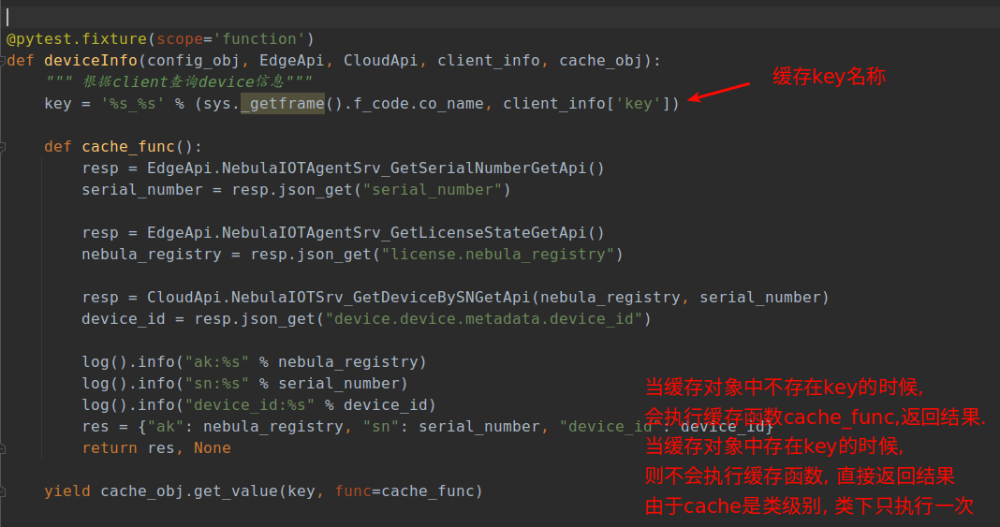 @pytest.fixture(scope='function')
def deviceInfo(config_obj, EdgeApi, CloudApi, client_info, cache_obj):
""" 根据client查询device信息"""
缓存key名称
key = '%s_%s' % (sys._getframe().f_code.co_name, client_info['key'])
def cache_func():
resp = EdgeApi.NebulaIOTAgentSrv_GetSerialNumberGetApi()
serial_number = resp.json_get("serial_number")
resp = EdgeApi.NebulaIOTAgentSrv_GetLicenseStateGetApi()
nebula_registry = resp.json_get("license.nebula_registry")
resp = CloudApi.NebulaIOTSrv_GetDeviceBySNGetApi(nebula_registry, serial_number)
device_id = resp.json_get("device.device.metadata.device_id")
log().info("ak:%s" % nebula_registry)
log().info("sn:%s" % serial_number)
log().info("device_id:%s" % device_id)
res = {"ak": nebula_registry, "sn": serial_number, "device_id": device_id}
return res, None
yield cache_obj.get_value(key, func=cache_func)
当缓存对象中不存在key的时候,
会执行缓存函数cache_func,返回结果.
当缓存对象中存在key的时候,
则不会执行缓存函数, 直接返回结果
由于cache是类级别, 类下只执行一次